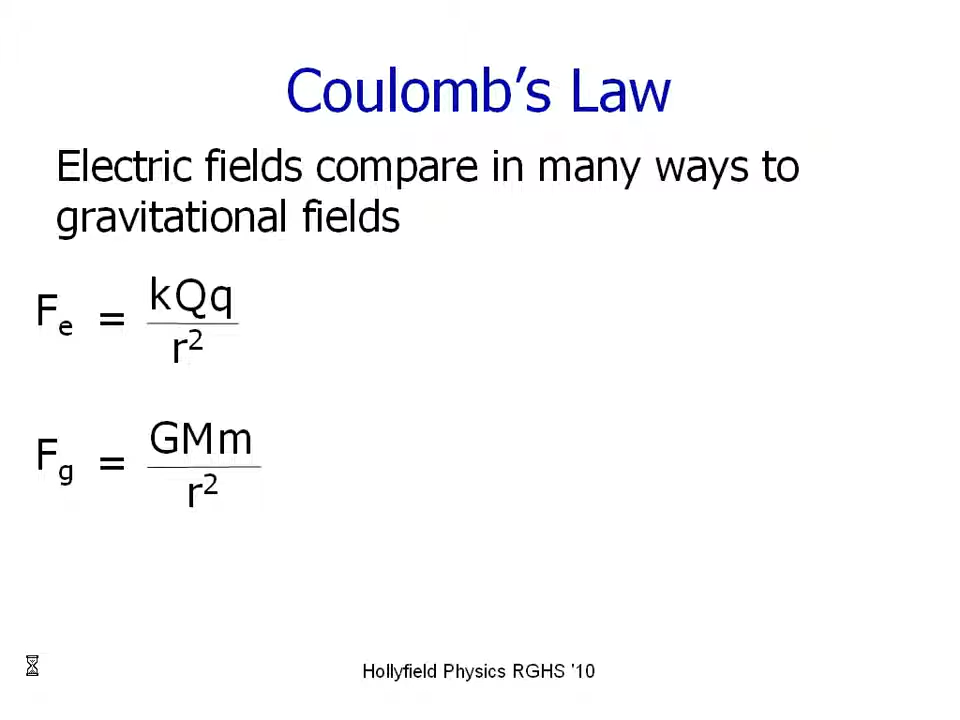 Coulomb’s Law
Electric fields compare in many ways to
gravitational fields
Fₑ = kQq
r²
F_g = GMm
r²
Hollyfield Physics RGHS '10